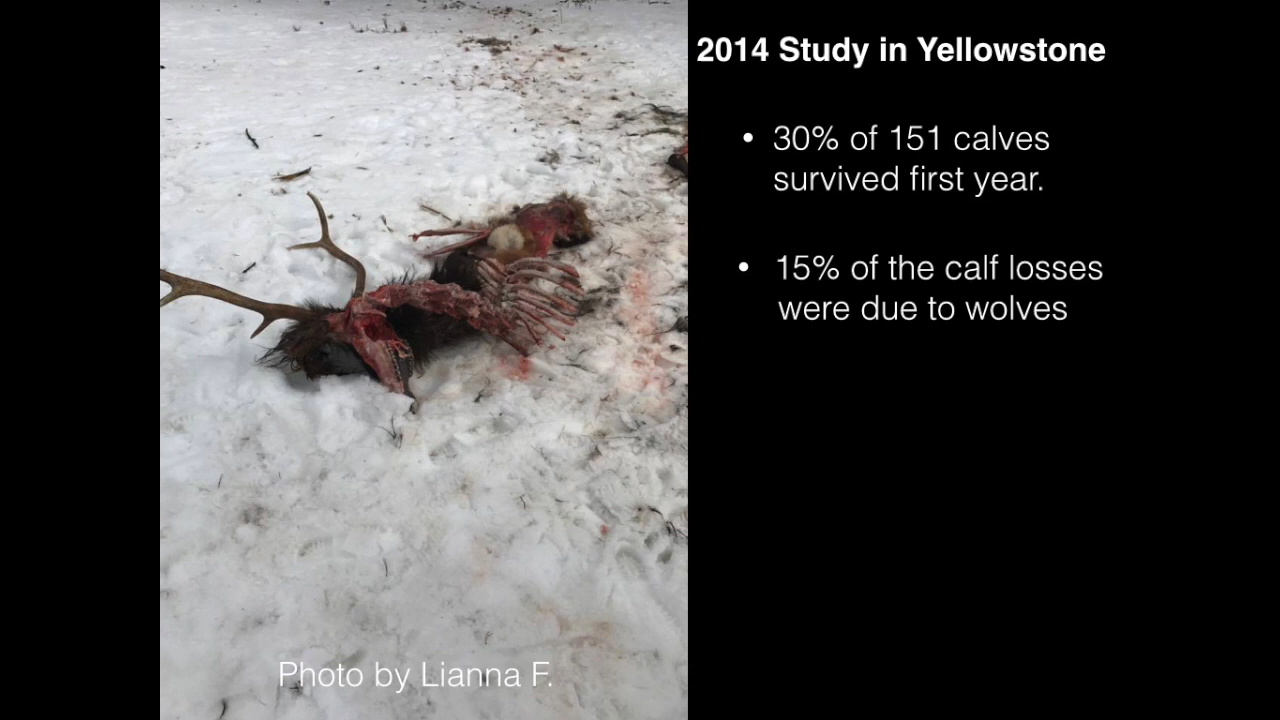 2014 Study in Yellowstone
• 30% of 151 calves
survived first year.
• 15% of the calf losses
were due to wolves
Photo by Lianna F.